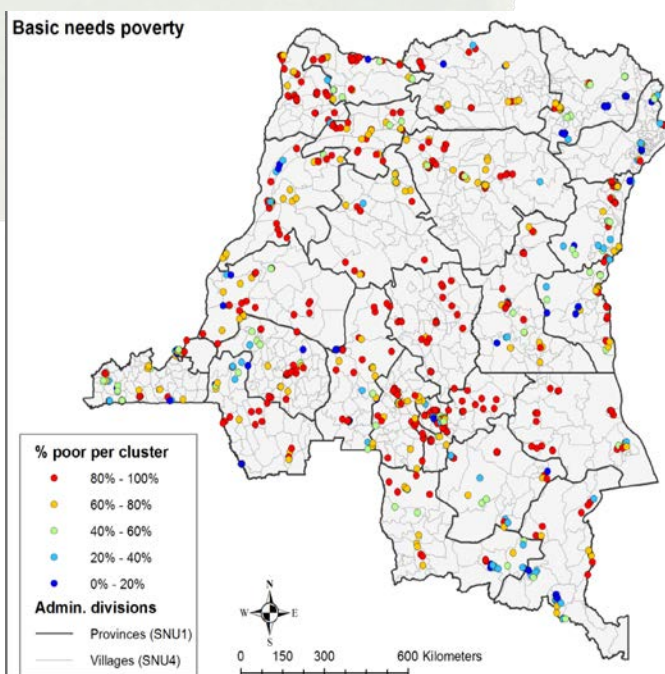 Basic needs poverty
% poor per cluster
80% - 100%
60% - 80%
40% - 60%
20% - 40%
0% - 20%
Admin. divisions
Provinces (SNU1)
Villages (SNU4)
N
W E
S
0 150 300 600 Kilometers